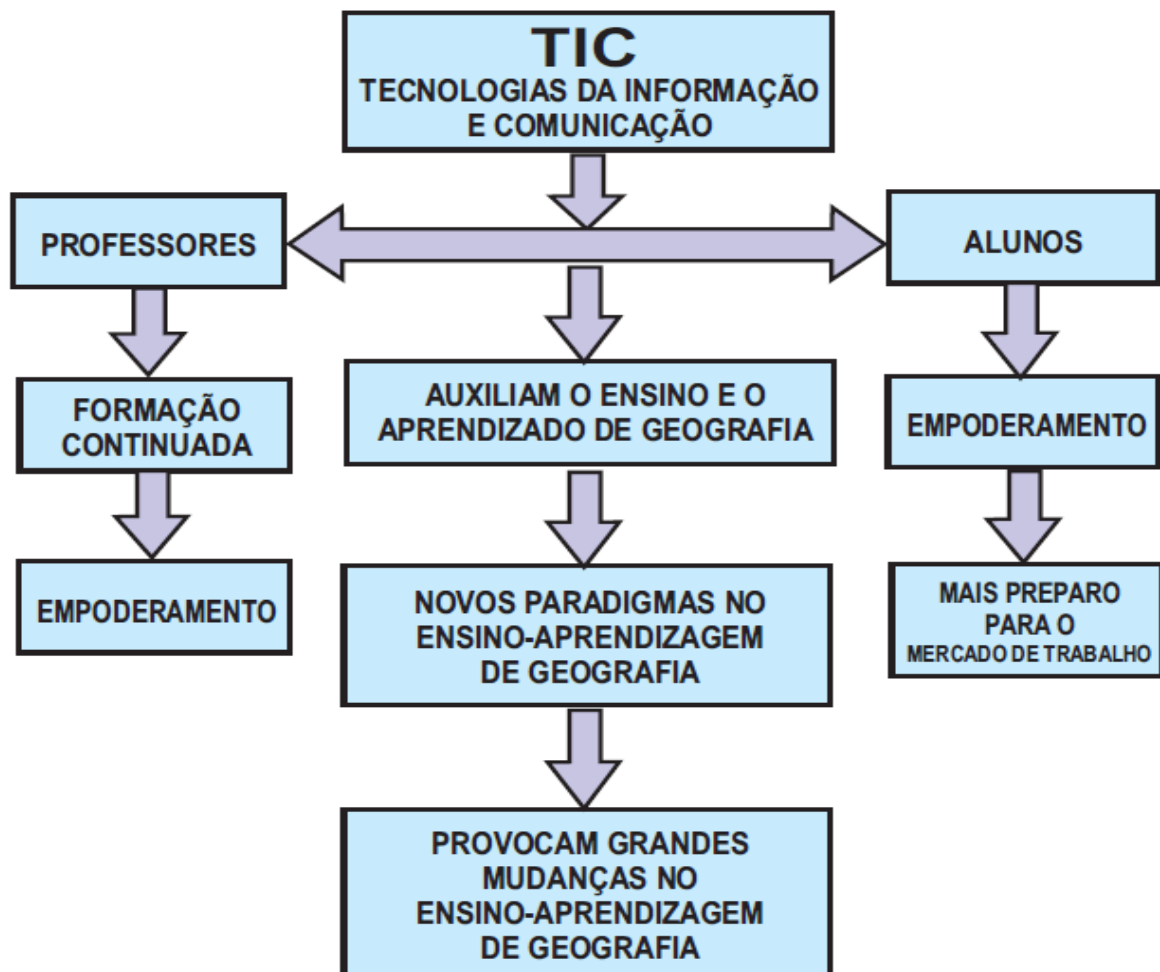 TIC
TECNOLOGIAS DA INFORMAÇÃO
E COMUNICAÇÃO
PROFESSORES
ALUNOS
FORMAÇÃO
CONTINUADA
AUXILIAM O ENSINO E O
APRENDIZADO DE GEOGRAFIA
EMPODERAMENTO
EMPODERAMENTO
NOVOS PARADIGMAS NO
ENSINO-APRENDIZAGEM
DE GEOGRAFIA
MAIS PREPARO
PARA O
MERCADO DE TRABALHO
PROVOCAM GRANDES
MUDANÇAS NO
ENSINO-APRENDIZAGEM
DE GEOGRAFIA